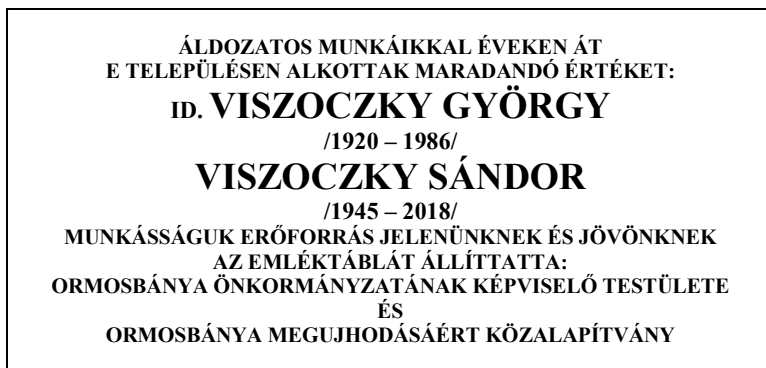 ÁLDOZATOS MUNKÁIKKAL ÉVEKEN ÁT
E TELEPÜLÉSEN ALKOTTAK MARADANDÓ ÉRTÉKET:
ID. VISZOCZKY GYÖRGY
/1920 – 1986/
VISZOCZKY SÁNDOR
/1945 – 2018/
MUNKÁSSÁGUK ERŐFORRÁS JELENÜNKNEK ÉS JÖVÖNKNEK
AZ EMLÉKTÁBLÁT ÁLLÍTTATTA:
ORMOSBÁNYA ÖNKORMÁNYZATÁNAK KÉPVISELŐ TESTÜLETE
ÉS
ORMOSBÁNYA MEGUJHODÁSÁÉRT KÖZALAPÍTVÁNY